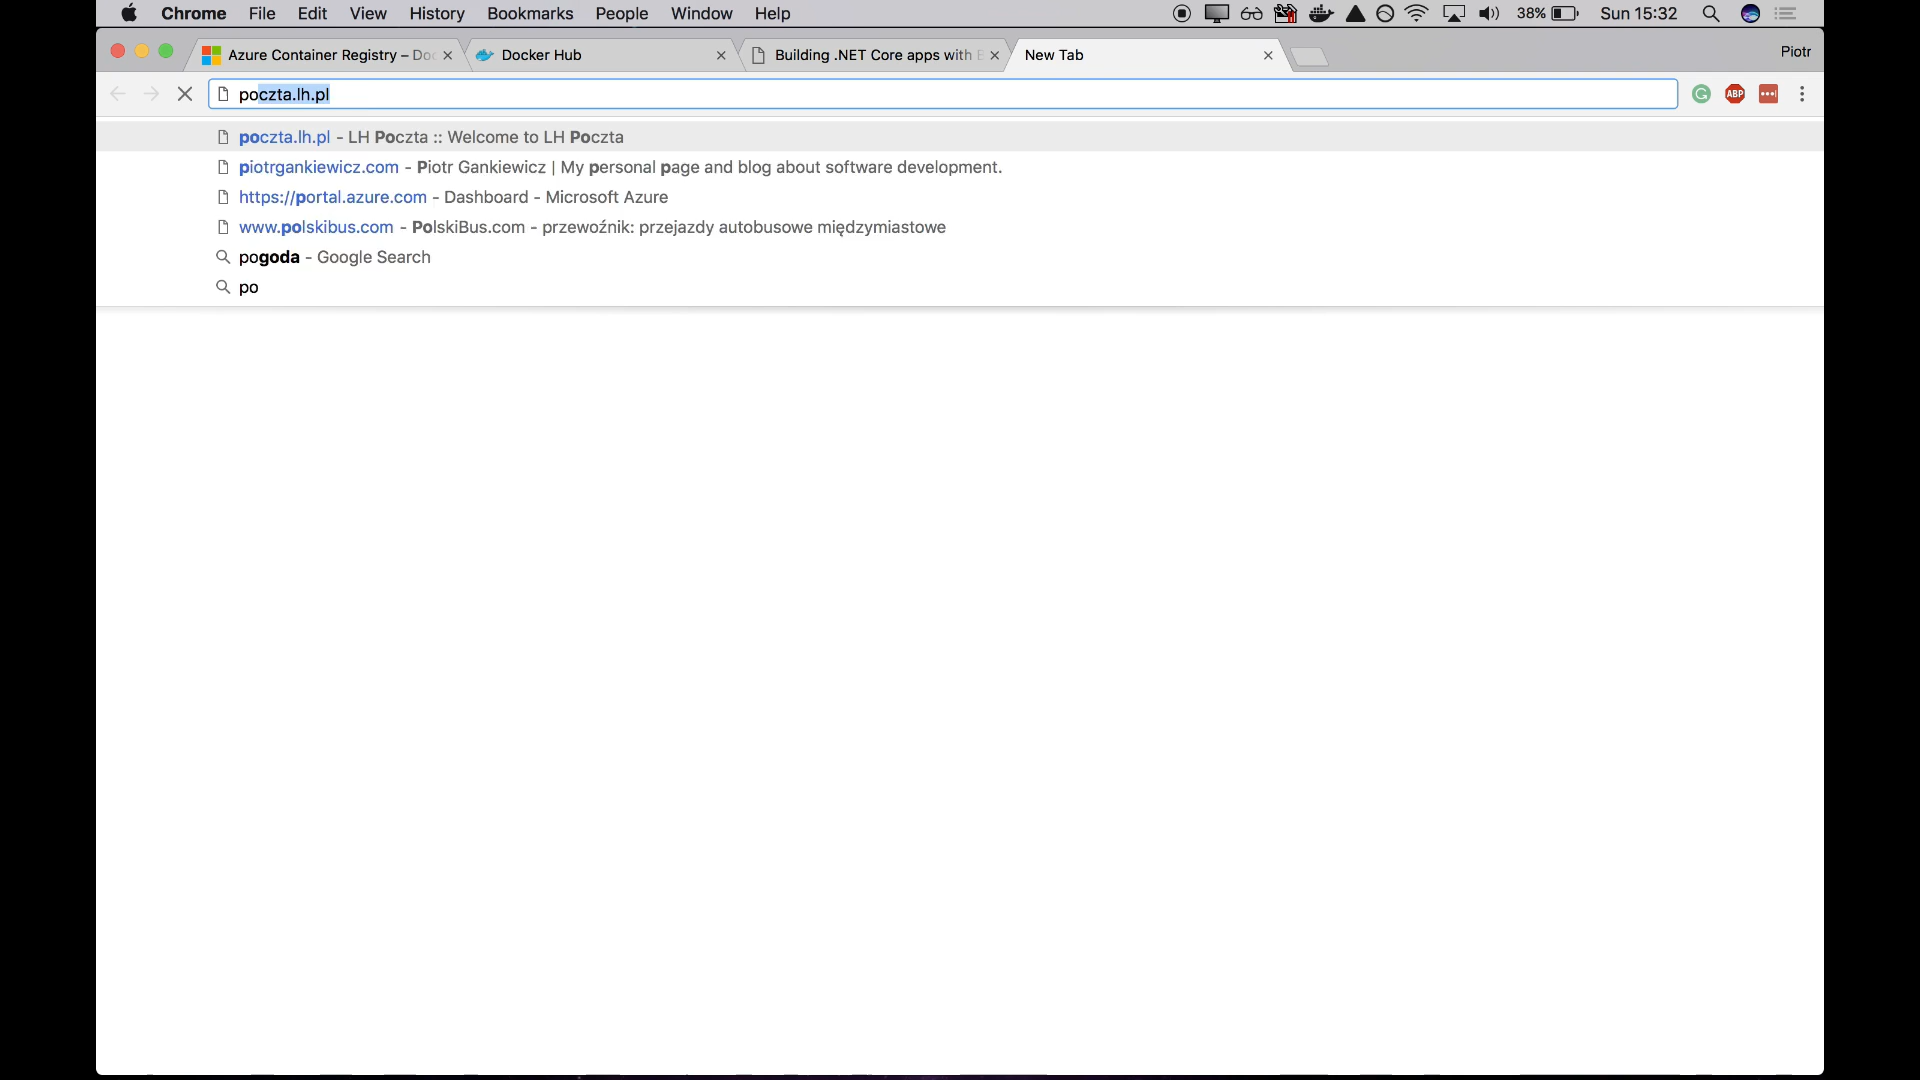 Chrome File Edit View History Bookmarks People Window Help 38% Sun 15:32
Azure Container Registry – Doc Docker Hub Building .NET Core apps with New Tab Piotr
poczta.lh.pl ABP
poczta.lh.pl - LH Poczta :: Welcome to LH Poczta
piotrgankiewicz.com - Piotr Gankiewicz | My personal page and blog about software development.
https://portal.azure.com - Dashboard - Microsoft Azure
www.polskibus.com - PolskiBus.com - przewoźnik: przejazdy autobusowe międzymiastowe
pogoda - Google Search
po